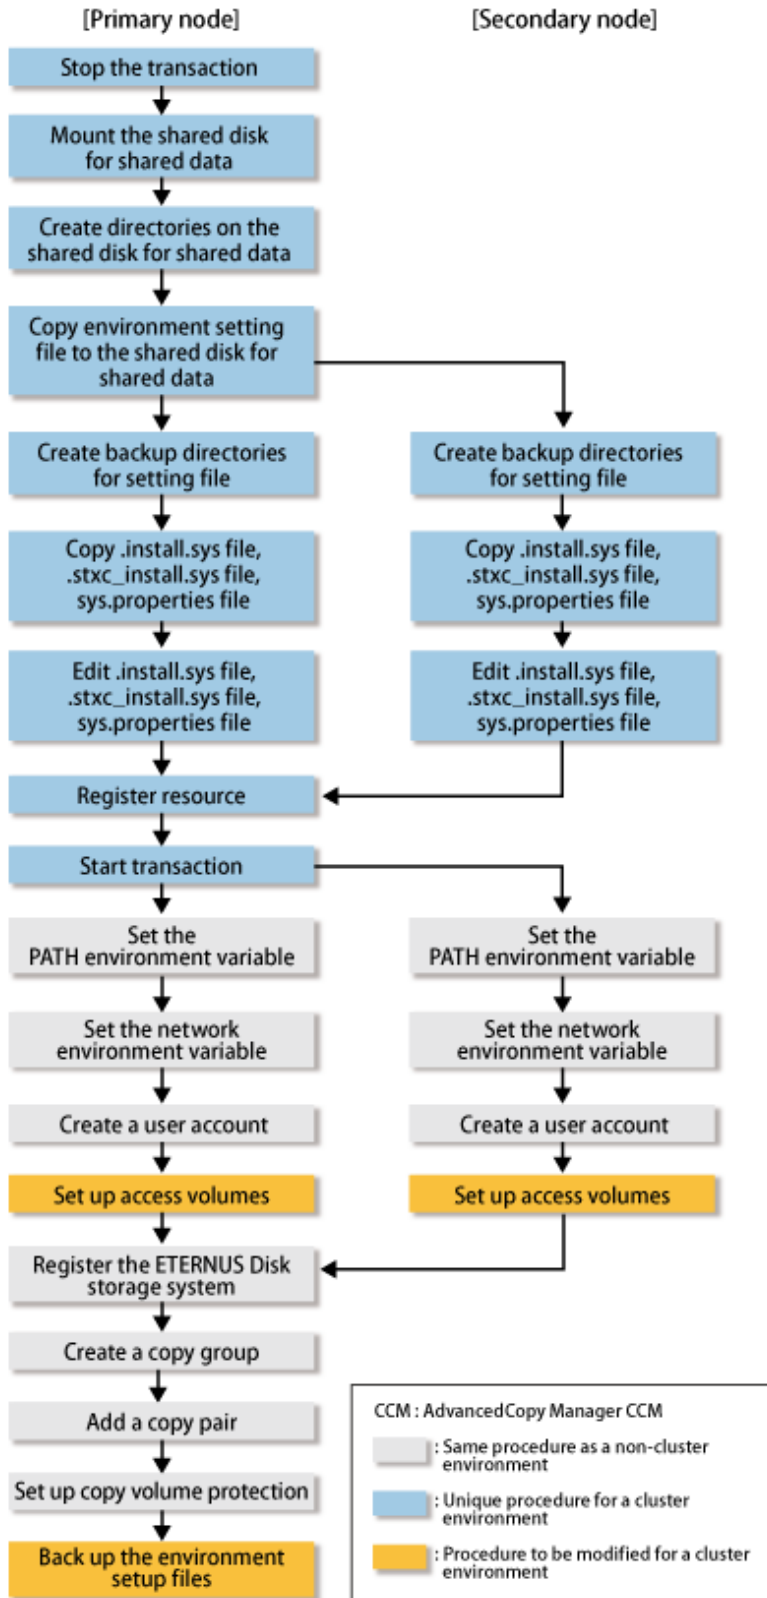 [Primary node]
[Secondary node]
Stop the transaction
Mount the shared disk
for shared data
Create directories on the
shared disk for shared data
Copy environment setting
file to the shared disk for
shared data
Create backup directories
for setting file
Create backup directories
for setting file
Copy .install.sys file,
.stxc_install.sys file,
sys.properties file
Copy .install.sys file,
.stxc_install.sys file,
sys.properties file
Edit .install.sys file,
.stxc_install.sys file,
sys.properties file
Edit .install.sys file,
.stxc_install.sys file,
sys.properties file
Register resource
Start transaction
Set the
PATH environment variable
Set the
PATH environment variable
Set the network
environment variable
Set the network
environment variable
Create a user account
Create a user account
Set up access volumes
Set up access volumes
Register the ETERNUS Disk
storage system
Create a copy group
Add a copy pair
Set up copy volume protection
Back up the environment
setup files
CCM : AdvancedCopy Manager CCM
: Same procedure as a non-cluster
environment
: Unique procedure for a cluster
environment
: Procedure to be modified for a cluster
environment